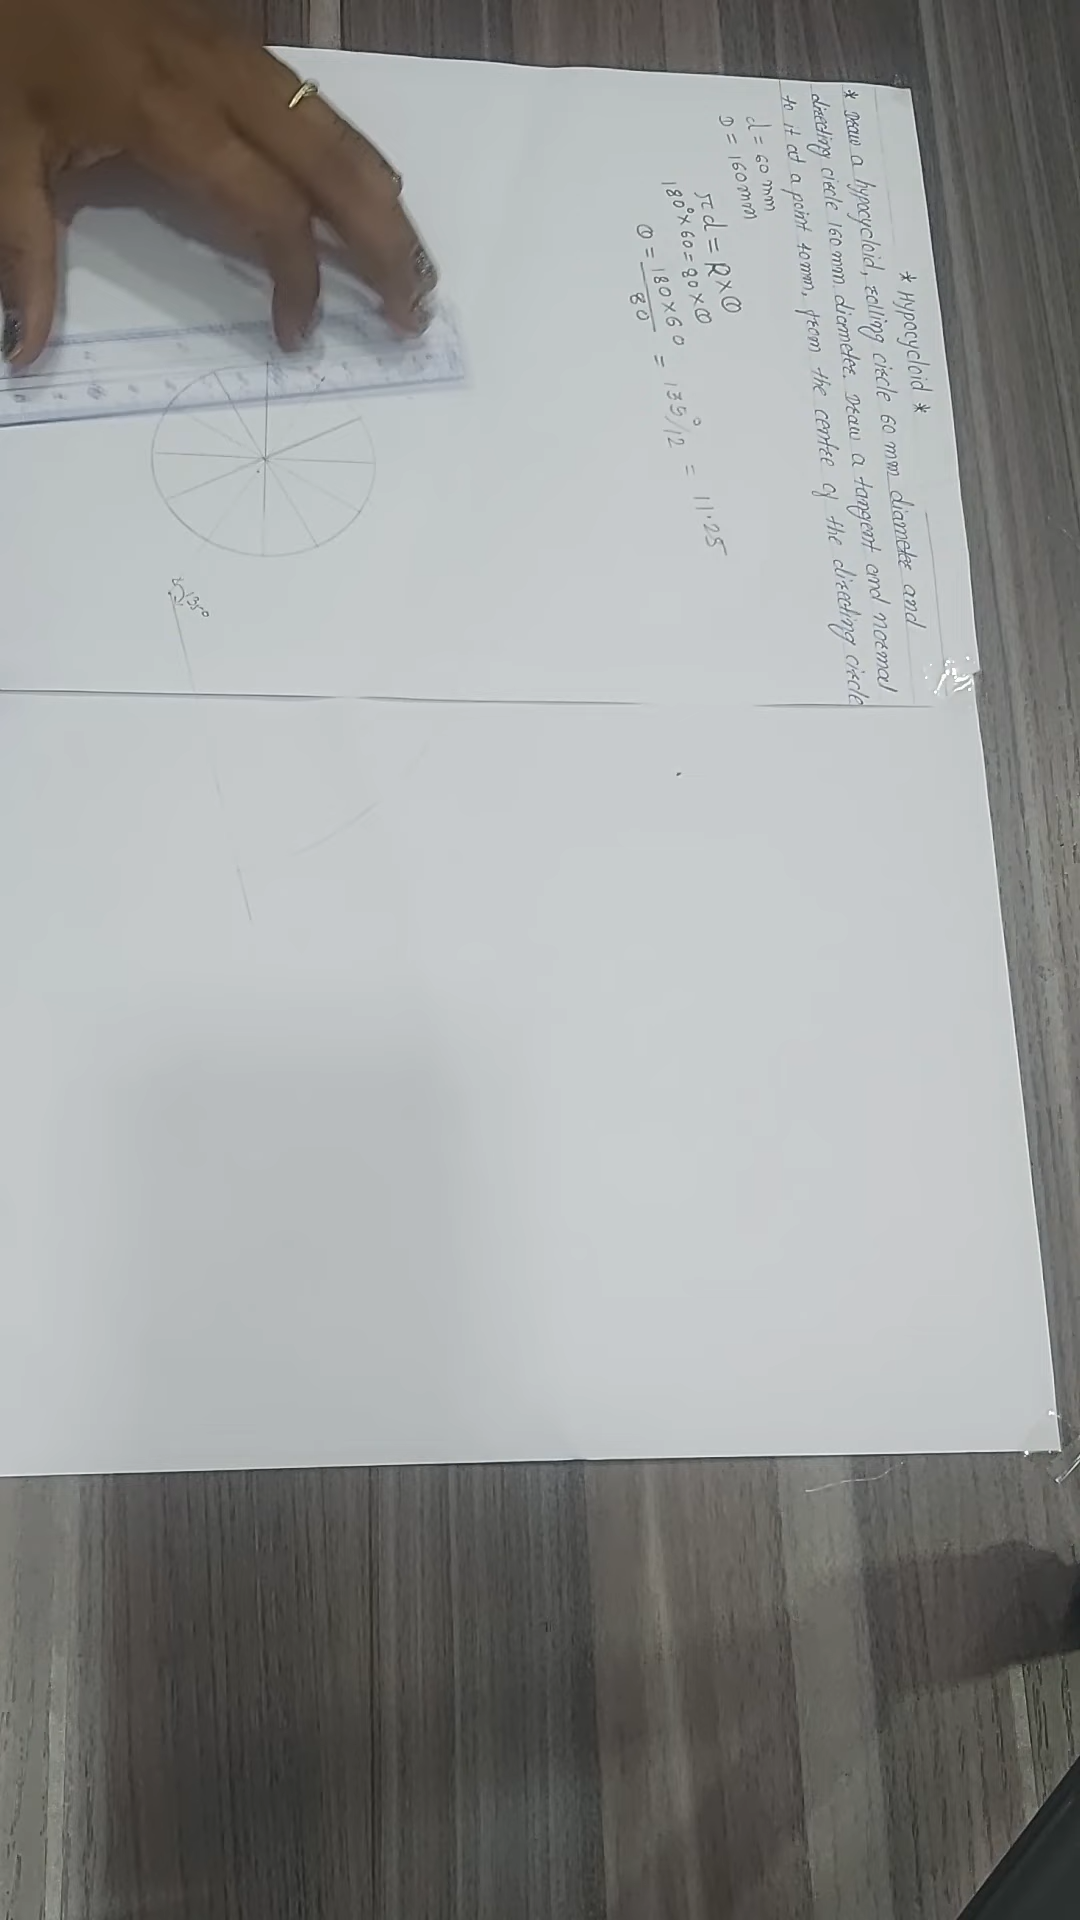 * Hypocycloid *
* Draw a hypocycloid, rolling circle 60 mm diameter and
directing circle 160 mm diameter. Draw a tangent and normal
to it at a point 40mm, from the centre of the directing circle
d = 60 mm
D = 160mm
πd = R×θ
180°×60 = 80×θ
θ = 180×60 / 80 = 135°/12 = 11.25
135°